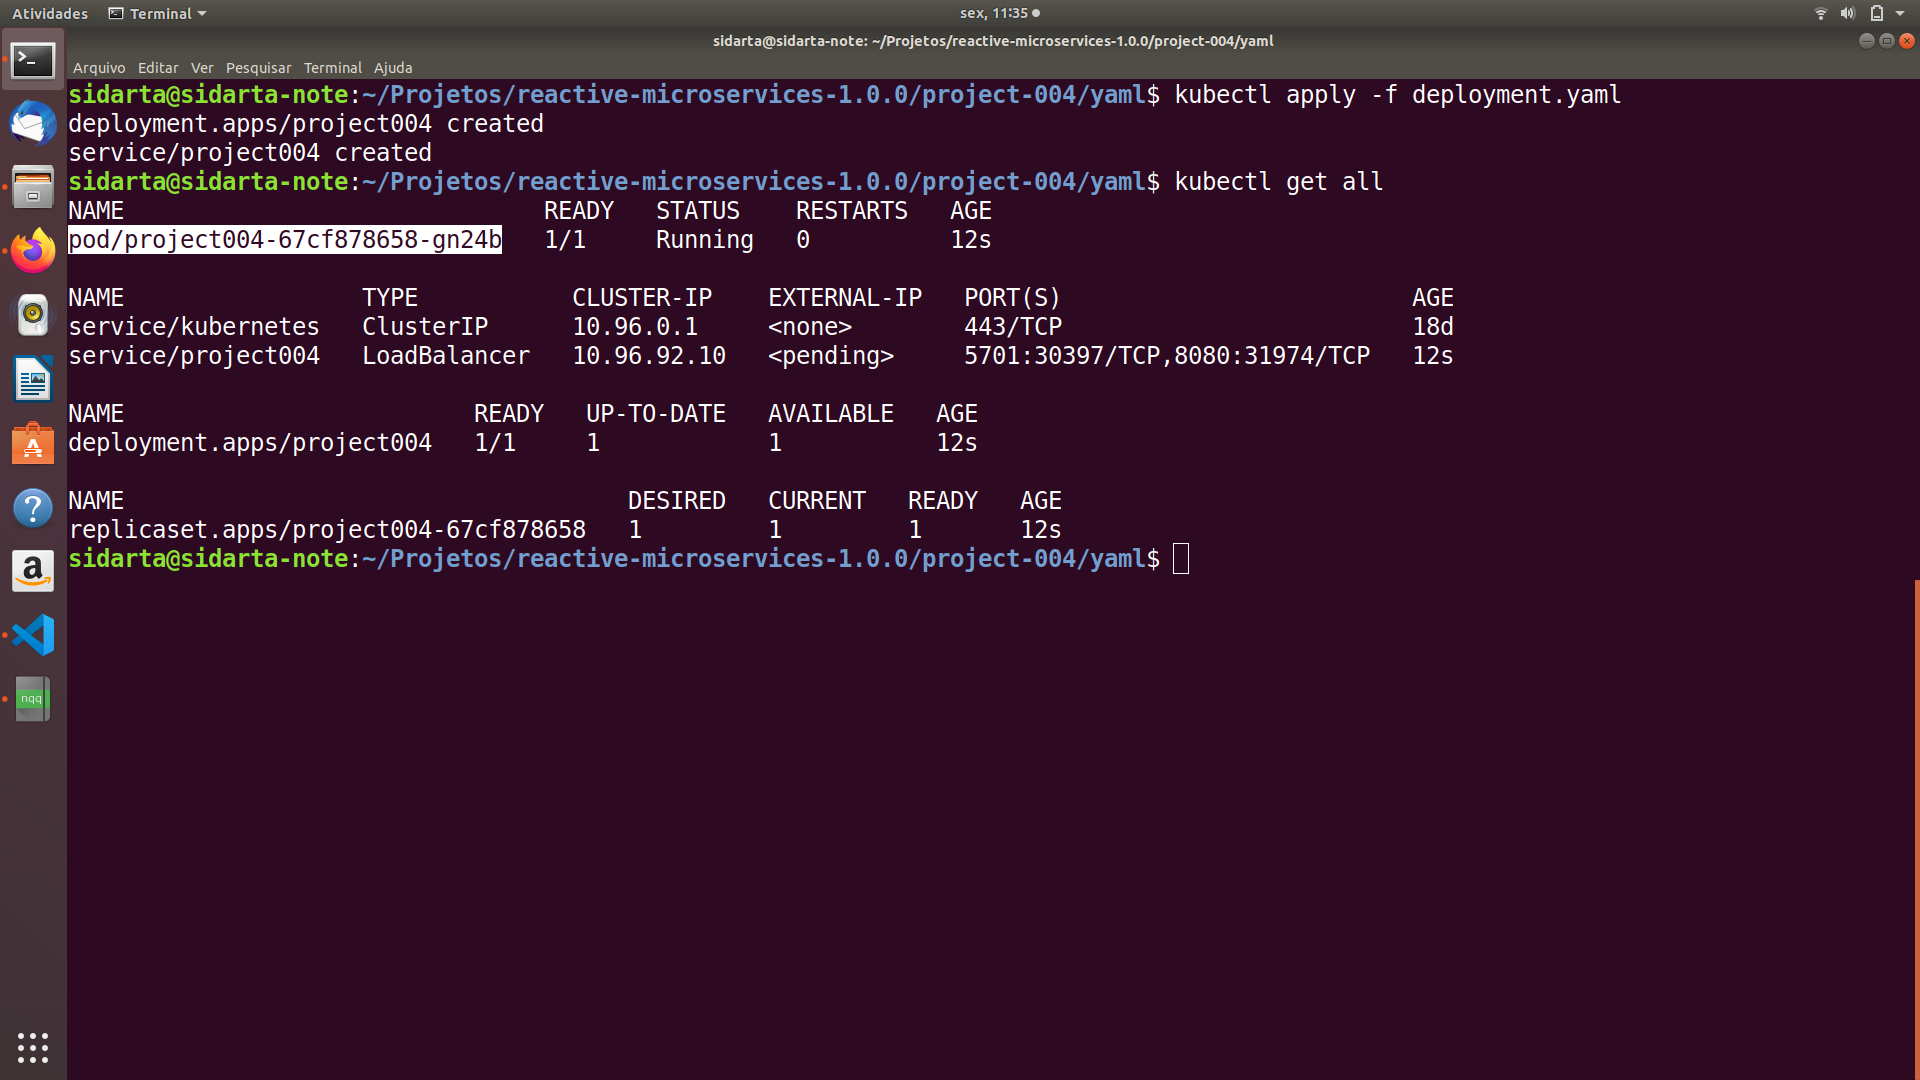 Atividades Terminal sex, 11:35
sidarta@sidarta-note: ~/Projetos/reactive-microservices-1.0.0/project-004/yaml
Arquivo Editar Ver Pesquisar Terminal Ajuda
sidarta@sidarta-note:~/Projetos/reactive-microservices-1.0.0/project-004/yaml$ kubectl apply -f deployment.yaml
deployment.apps/project004 created
service/project004 created
sidarta@sidarta-note:~/Projetos/reactive-microservices-1.0.0/project-004/yaml$ kubectl get all
NAME READY STATUS RESTARTS AGE
pod/project004-67cf878658-gn24b 1/1 Running 0 12s
NAME TYPE CLUSTER-IP EXTERNAL-IP PORT(S) AGE
service/kubernetes ClusterIP 10.96.0.1 <none> 443/TCP 18d
service/project004 LoadBalancer 10.96.92.10 <pending> 5701:30397/TCP,8080:31974/TCP 12s
NAME READY UP-TO-DATE AVAILABLE AGE
deployment.apps/project004 1/1 1 1 12s
NAME DESIRED CURRENT READY AGE
replicaset.apps/project004-67cf878658 1 1 1 12s
sidarta@sidarta-note:~/Projetos/reactive-microservices-1.0.0/project-004/yaml$
nqq